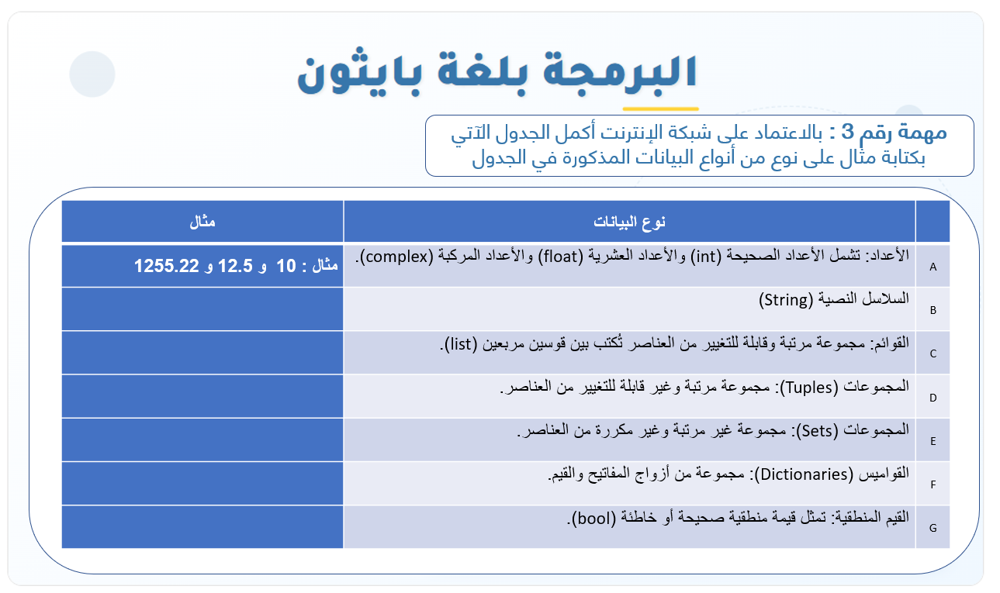 البرمجة بلغة بايثون
مهمة رقم 3 : بالاعتماد على شبكة الإنترنت أكمل الجدول الآتي
بكتابة مثال على نوع من أنواع البيانات المذكورة في الجدول
نوع البيانات
مثال
A
الأعداد: تشمل الأعداد الصحيحة (int) والأعداد العشرية (float) والأعداد المركبة (complex).
مثال : 10 و 12.5 و 1255.22
B
السلاسل النصية (String)
C
القوائم: مجموعة مرتبة وقابلة للتغيير من العناصر تُكتب بين قوسين مربعين (list).
D
المجموعات (Tuples): مجموعة مرتبة وغير قابلة للتغيير من العناصر.
E
المجموعات (Sets): مجموعة غير مرتبة وغير مكررة من العناصر.
F
القواميس (Dictionaries): مجموعة من أزواج المفاتيح والقيم.
G
القيم المنطقية: تمثل قيمة منطقية صحيحة أو خاطئة (bool).